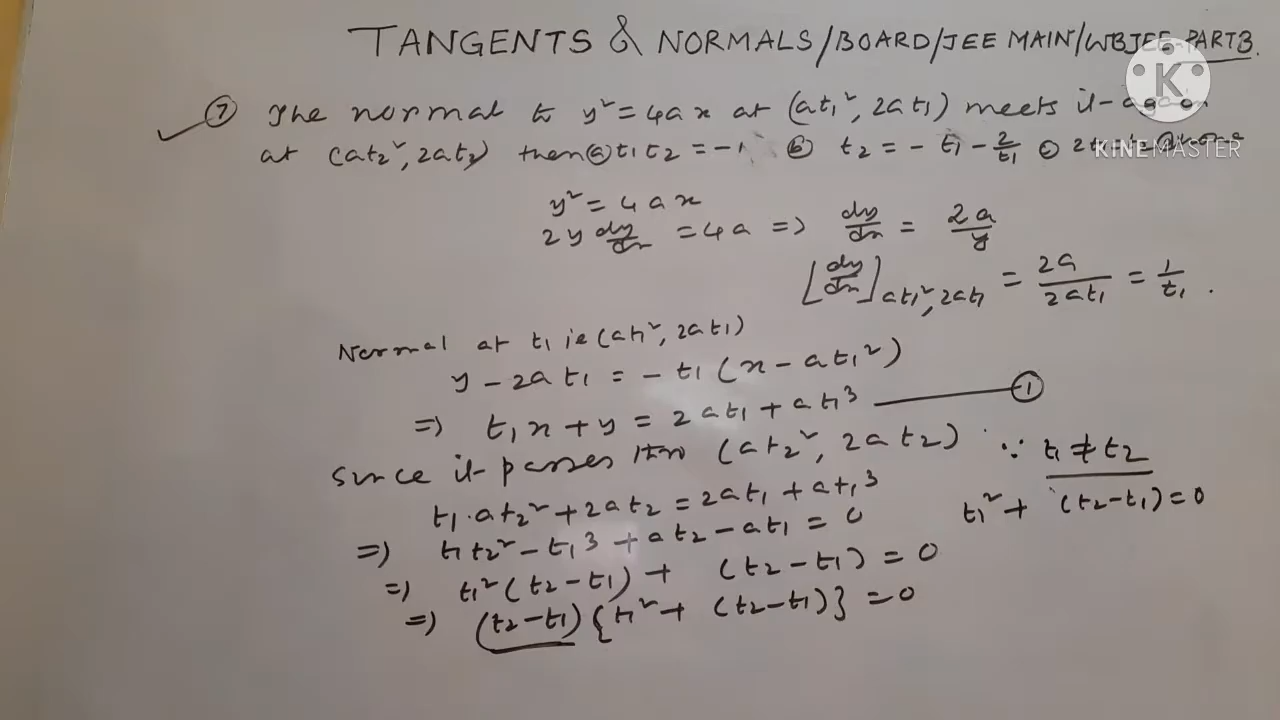 TANGENTS & NORMALS/BOARD/JEE MAIN/WBJEE-PART3.
K
KINEMASTER
⑦ The normal to y² = 4ax at (at₁², 2at₁) meets it again
at (at₂², 2at₂) then ⓐ t₁t₂ = -1 ⓑ t₂ = - t₁ - 2/t₁ ⓒ
y² = 4ax
2y dy/dx = 4a => dy/dx = 2a/y
[dy/dx]at₁², 2at₁ = 2a/2at₁ = 1/t₁ .
Normal at t₁ ie (at₁², 2at₁)
y - 2at₁ = - t₁ (x - at₁²)
=> t₁x + y = 2at₁ + at₁³ ①
Since it passes thro (at₂², 2at₂) ∵ t₁ ≠ t₂
t₁.at₂² + 2at₂ = 2at₁ + at₁³ t₁² + (t₂-t₁) = 0
=> t₁t₂² - t₁³ + at₂ - at₁ = 0
=> t₁² (t₂ - t₁) + (t₂ - t₁) = 0
=> (t₂ - t₁) {t₁² + (t₂-t₁)} = 0